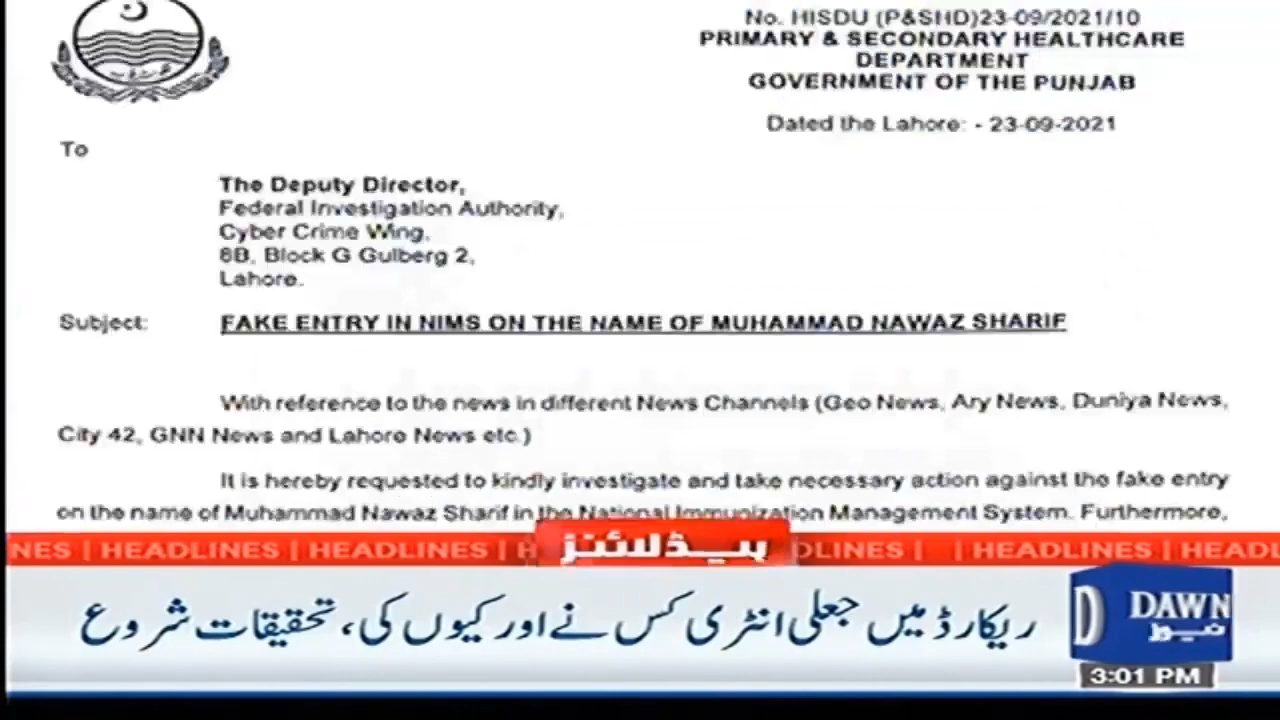 No. HISDU (P&SHD)23-09/2021/10
PRIMARY & SECONDARY HEALTHCARE
DEPARTMENT
GOVERNMENT OF THE PUNJAB
Dated the Lahore: - 23-09-2021
To
The Deputy Director,
Federal Investigation Authority,
Cyber Crime Wing,
8B, Block G Gulberg 2,
Lahore.
Subject: FAKE ENTRY IN NIMS ON THE NAME OF MUHAMMAD NAWAZ SHARIF
With reference to the news in different News Channels (Geo News, Ary News, Duniya News,
City 42, GNN News and Lahore News etc.)
It is hereby requested to kindly investigate and take necessary action against the fake entry
on the name of Muhammad Nawaz Sharif in the National Immunization Management System. Furthermore,
NES | HEADLINES | HEADLINES | H ہیڈلائنز DLINES | | HEADLINES | HEADL
ریکارڈ میں جعلی انٹری کس نے اور کیوں کی، تحقیقات شروع
D DAWN
نیوز
3:01 PM